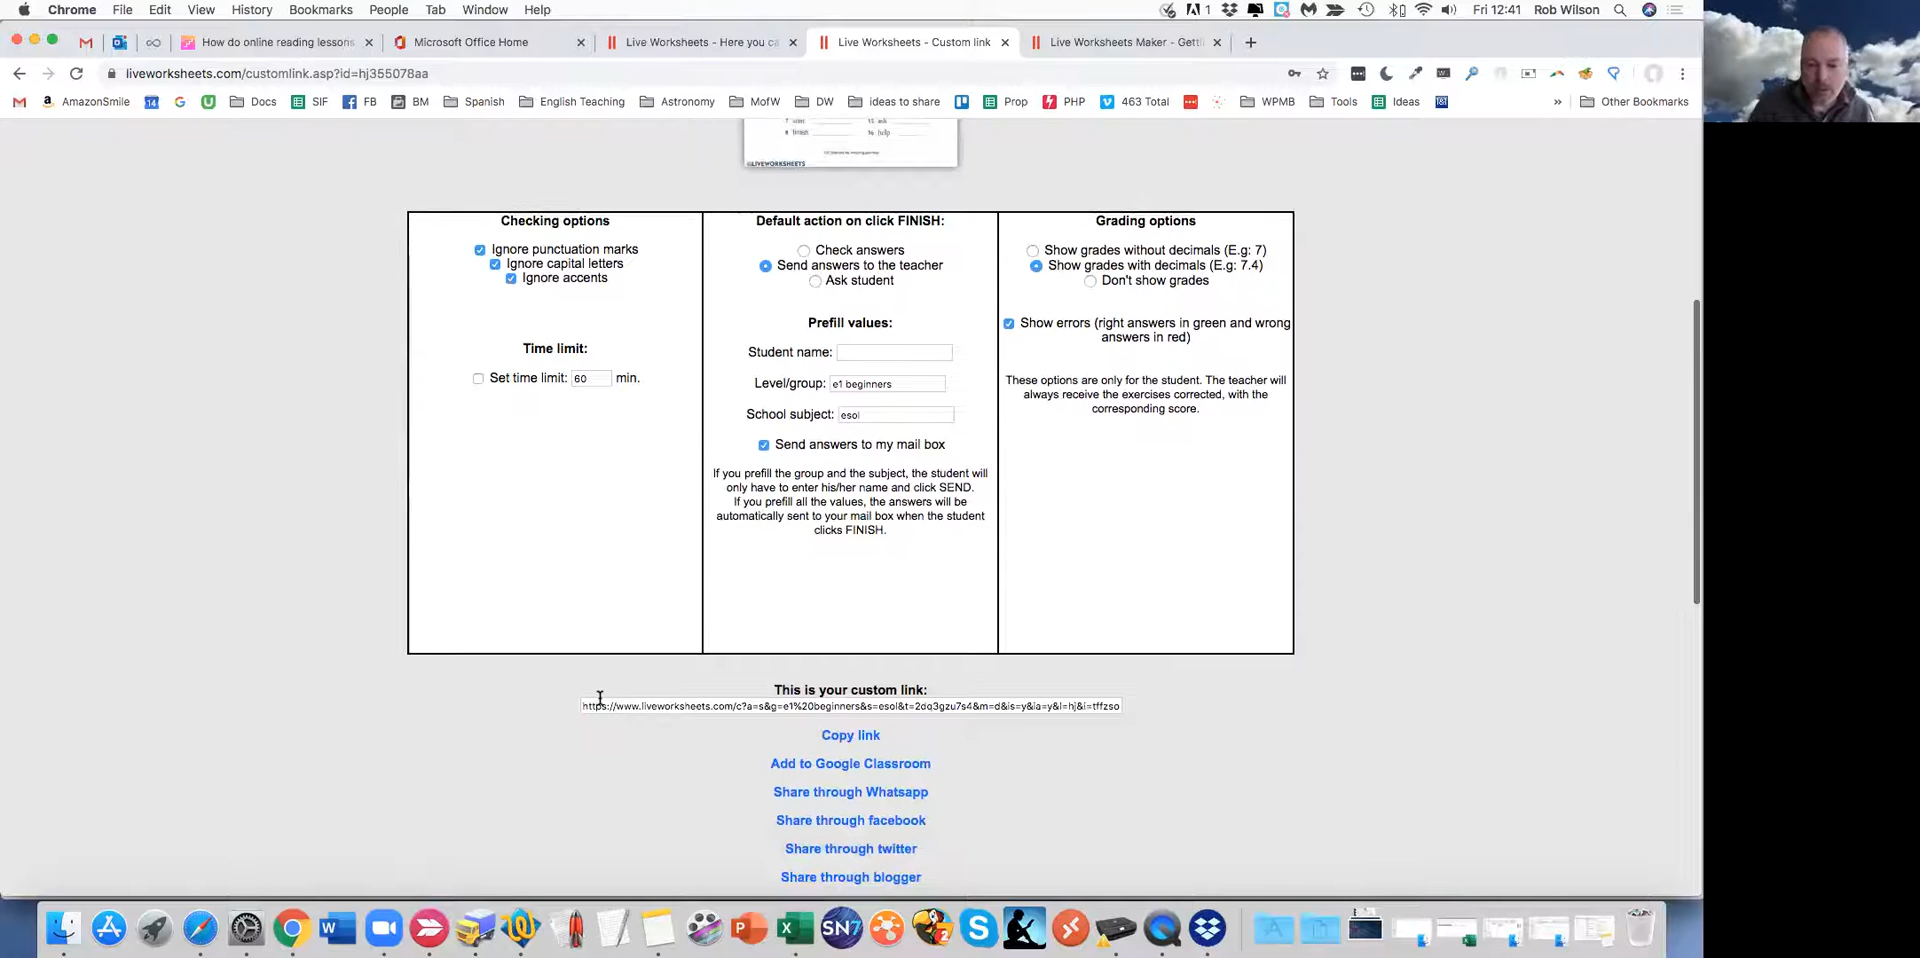 Chrome File Edit View History Bookmarks People Tab Window Help
1 Fri 12:41 Rob Wilson
How do online reading lessons
Microsoft Office Home
Live Worksheets - Here you ca
Live Worksheets - Custom link
Live Worksheets Maker - Getti
liveworksheets.com/customlink.asp?id=hj355078aa
AmazonSmile Docs SIF FB BM Spanish English Teaching Astronomy MofW DW ideas to share Prop PHP 463 Total WPMB Tools Ideas Other Bookmarks
8 finish
16 help
LIVEWORKSHEETS
Checking options
Ignore punctuation marks
Ignore capital letters
Ignore accents
Time limit:
Set time limit: 60 min.
Default action on click FINISH:
Check answers
Send answers to the teacher
Ask student
Prefill values:
Student name:
Level/group: e1 beginners
School subject: esol
Send answers to my mail box
If you prefill the group and the subject, the student will
only have to enter his/her name and click SEND.
If you prefill all the values, the answers will be
automatically sent to your mail box when the student
clicks FINISH.
Grading options
Show grades without decimals (E.g: 7)
Show grades with decimals (E.g: 7.4)
Don't show grades
Show errors (right answers in green and wrong
answers in red)
These options are only for the student. The teacher will
always receive the exercises corrected, with the
corresponding score.
This is your custom link:
https://www.liveworksheets.com/c?a=s&g=e1%20beginners&s=esol&t=2dq3gzu7s4&m=d&is=y&ia=y&l=hj&i=tffzso
Copy link
Add to Google Classroom
Share through Whatsapp
Share through facebook
Share through twitter
Share through blogger
SN7